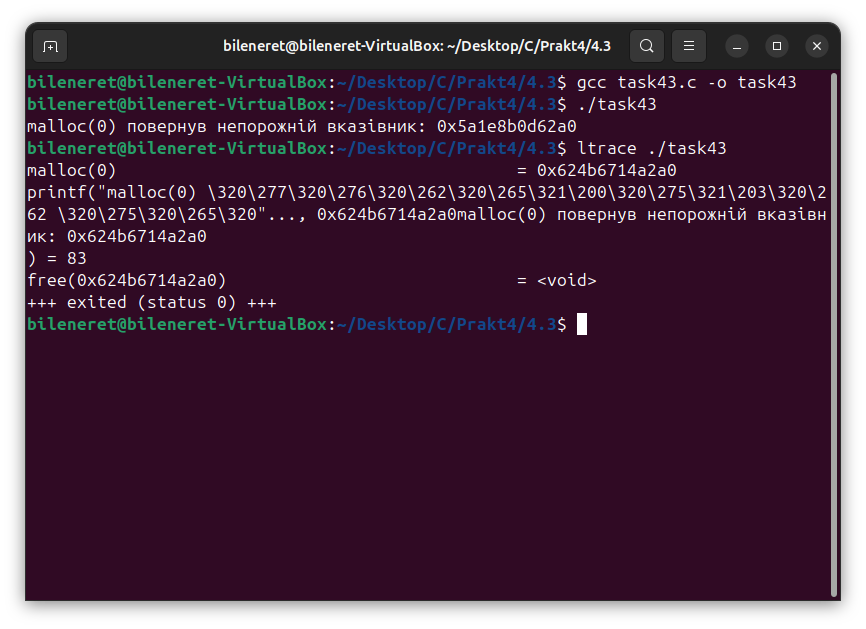 bileneret@bileneret-VirtualBox: ~/Desktop/C/Prakt4/4.3
bileneret@bileneret-VirtualBox:~/Desktop/C/Prakt4/4.3$ gcc task43.c -o task43
bileneret@bileneret-VirtualBox:~/Desktop/C/Prakt4/4.3$ ./task43
malloc(0) повернув непорожній вказівник: 0x5a1e8b0d62a0
bileneret@bileneret-VirtualBox:~/Desktop/C/Prakt4/4.3$ ltrace ./task43
malloc(0)                                        = 0x624b6714a2a0
printf("malloc(0) \320\277\320\276\320\262\320\265\321\200\320\275\321\203\320\2
62 \320\275\320\265\320"..., 0x624b6714a2a0malloc(0) повернув непорожній вказівн
ик: 0x624b6714a2a0
) = 83
free(0x624b6714a2a0)                             = <void>
+++ exited (status 0) +++
bileneret@bileneret-VirtualBox:~/Desktop/C/Prakt4/4.3$